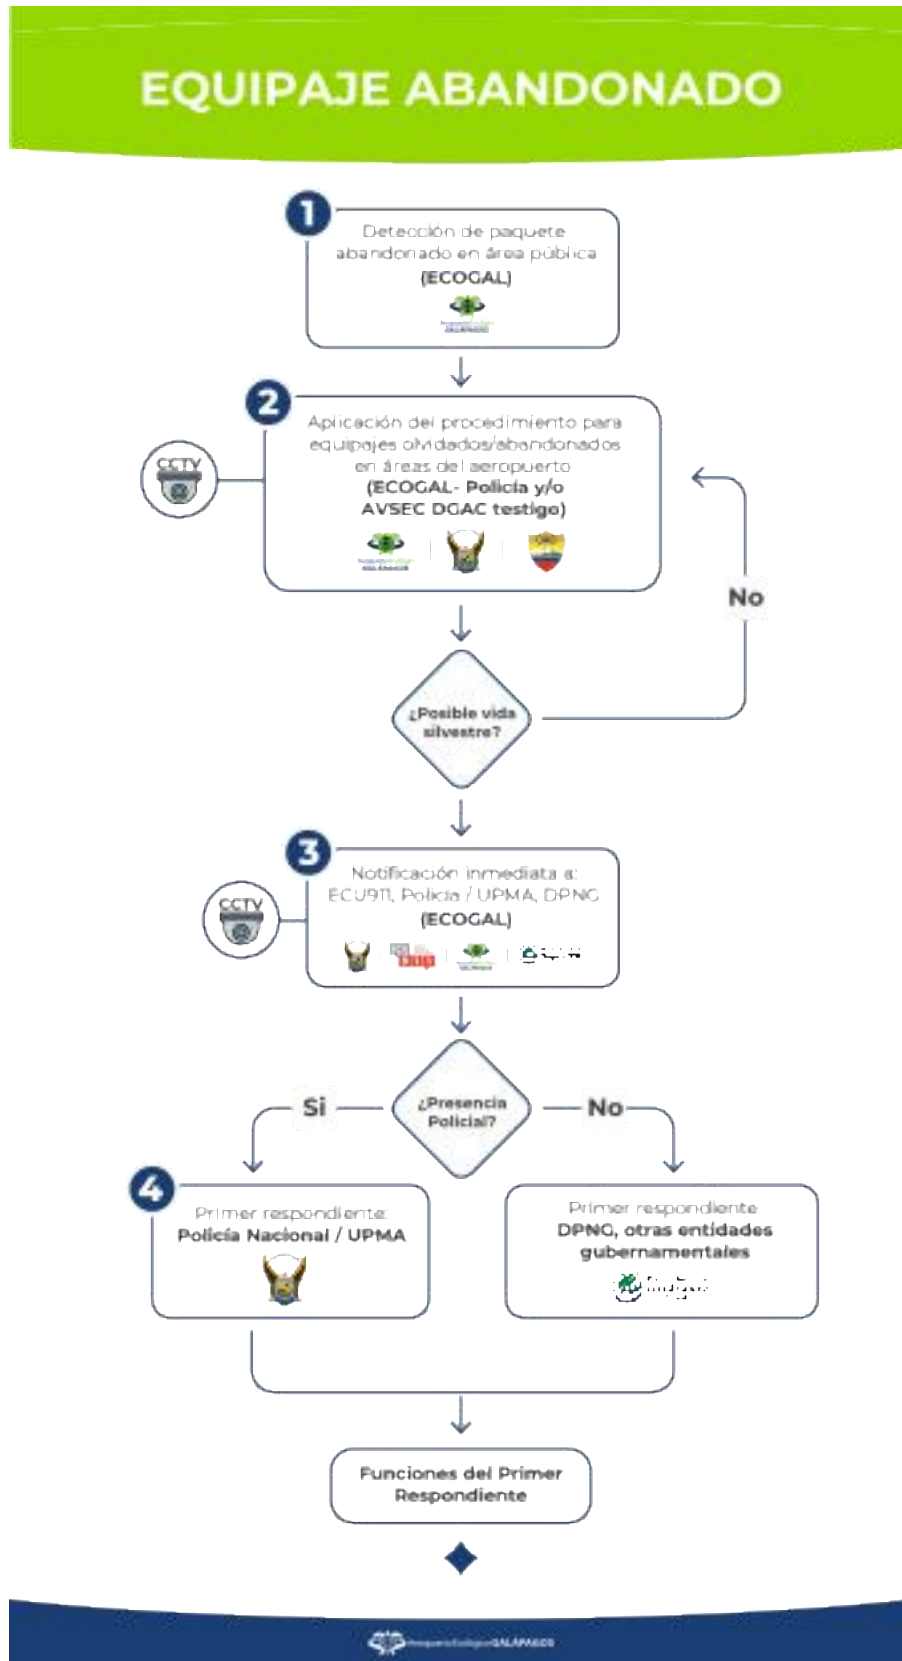 EQUIPAJE ABANDONADO
1
Detección de paquete
abandonado en área pública
(ECOGAL)
2
Aplicación del procedimiento para
equipajes olvidados/abandonados
en áreas del aeropuerto
(ECOGAL- Policía y/o
AVSEC DGAC testigo)
CCTV
No
¿Posible vida
silvestre?
3
Notificación inmediata a:
ECU911, Policía / UPMA, DPNG
(ECOGAL)
CCTV
¿Presencia
Policial?
Si
No
4
Primer respondiente:
Policía Nacional / UPMA
Primer respondiente
DPNG, otras entidades
gubernamentales
Funciones del Primer
Respondiente
GALÁPAGOS